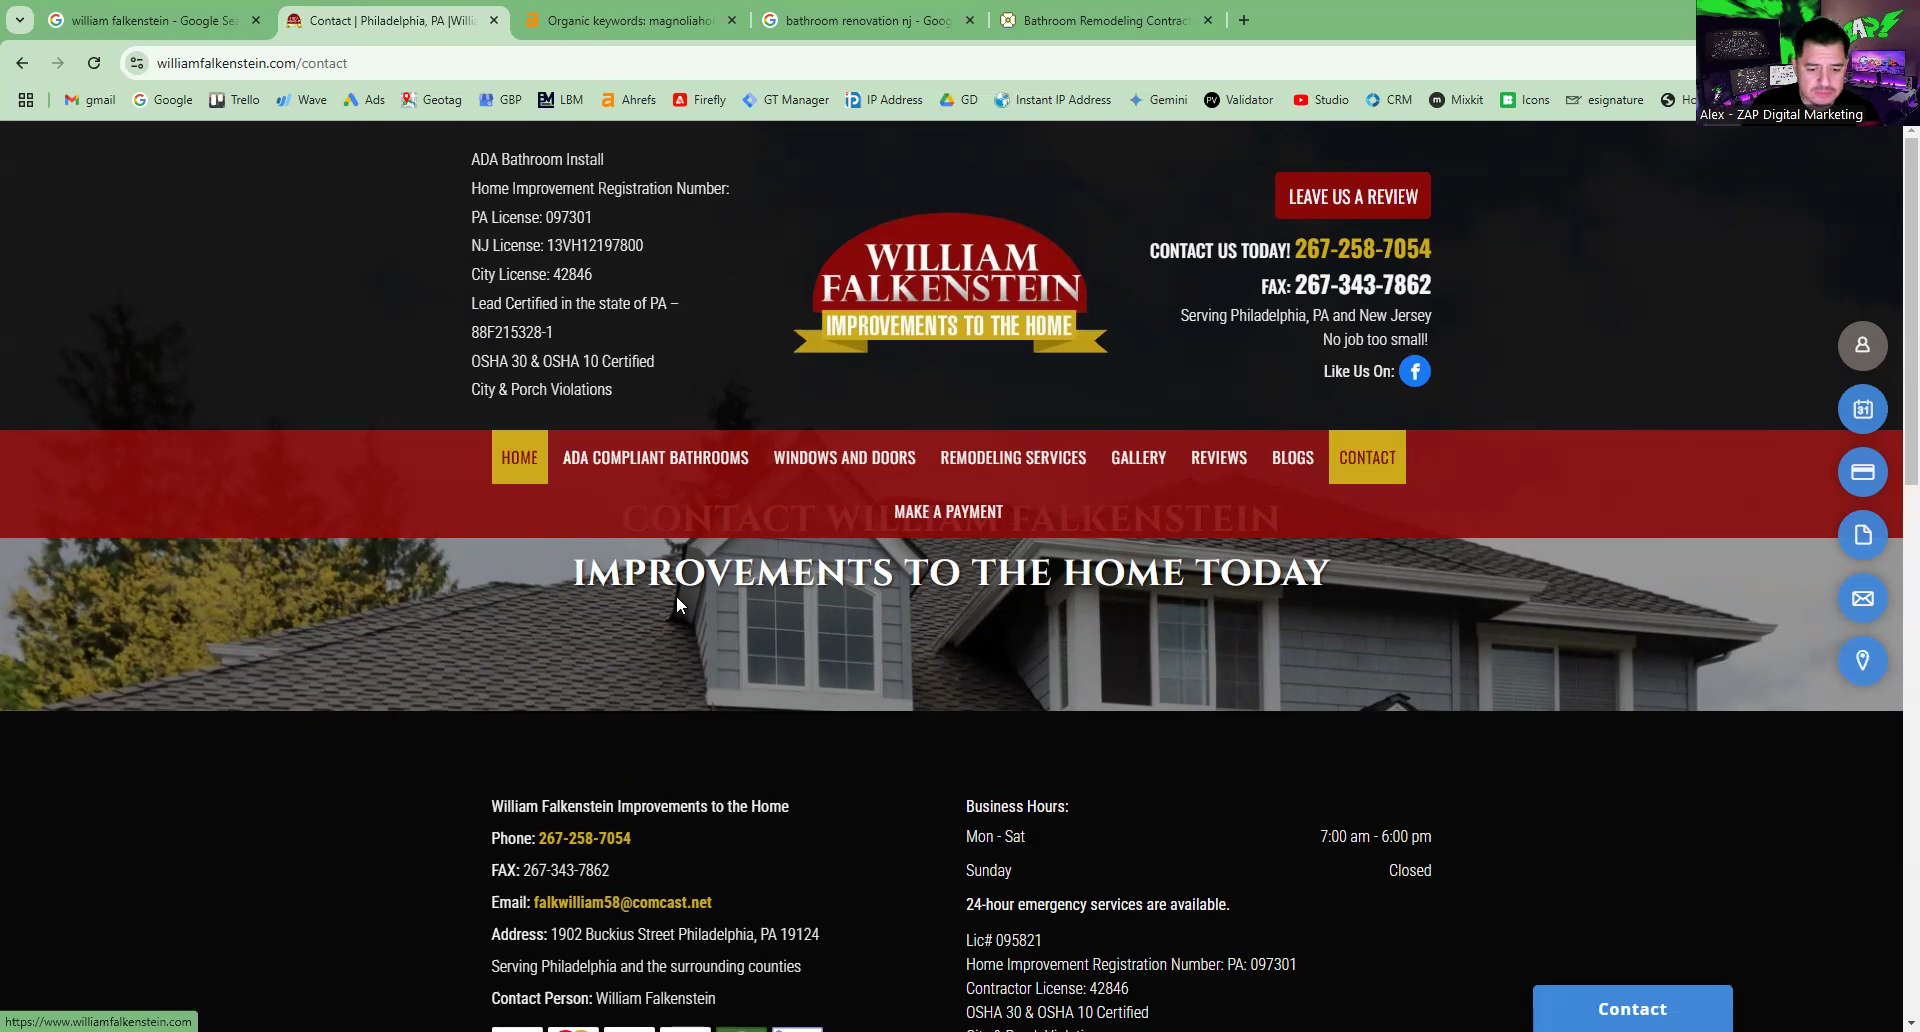 william falkenstein - Google Se
Contact | Philadelphia, PA |Willi
Organic keywords: magnoliaho
bathroom renovation nj - Goog
Bathroom Remodeling Contract
williamfalkenstein.com/contact
gmail
Google
Trello
Wave
Ads
Geotag
GBP
LBM
Ahrefs
Firefly
GT Manager
IP Address
GD
Instant IP Address
Gemini
Validator
Studio
CRM
Mixkit
Icons
esignature
Alex - ZAP Digital Marketing
ADA Bathroom Install
Home Improvement Registration Number:
PA License: 097301
NJ License: 13VH12197800
City License: 42846
Lead Certified in the state of PA –
88F215328-1
OSHA 30 & OSHA 10 Certified
City & Porch Violations
WILLIAM
FALKENSTEIN
IMPROVEMENTS TO THE HOME
LEAVE US A REVIEW
CONTACT US TODAY! 267-258-7054
FAX: 267-343-7862
Serving Philadelphia, PA and New Jersey
No job too small!
Like Us On:
31
HOME
ADA COMPLIANT BATHROOMS
WINDOWS AND DOORS
REMODELING SERVICES
GALLERY
REVIEWS
BLOGS
CONTACT
MAKE A PAYMENT
CONTACT WILLIAM FALKENSTEIN
IMPROVEMENTS TO THE HOME TODAY
William Falkenstein Improvements to the Home
Phone: 267-258-7054
FAX: 267-343-7862
Email: falkwilliam58@comcast.net
Address: 1902 Buckius Street Philadelphia, PA 19124
Serving Philadelphia and the surrounding counties
Contact Person: William Falkenstein
Business Hours:
Mon - Sat 7:00 am - 6:00 pm
Sunday Closed
24-hour emergency services are available.
Lic# 095821
Home Improvement Registration Number: PA: 097301
Contractor License: 42846
OSHA 30 & OSHA 10 Certified
Contact
https://www.williamfalkenstein.com